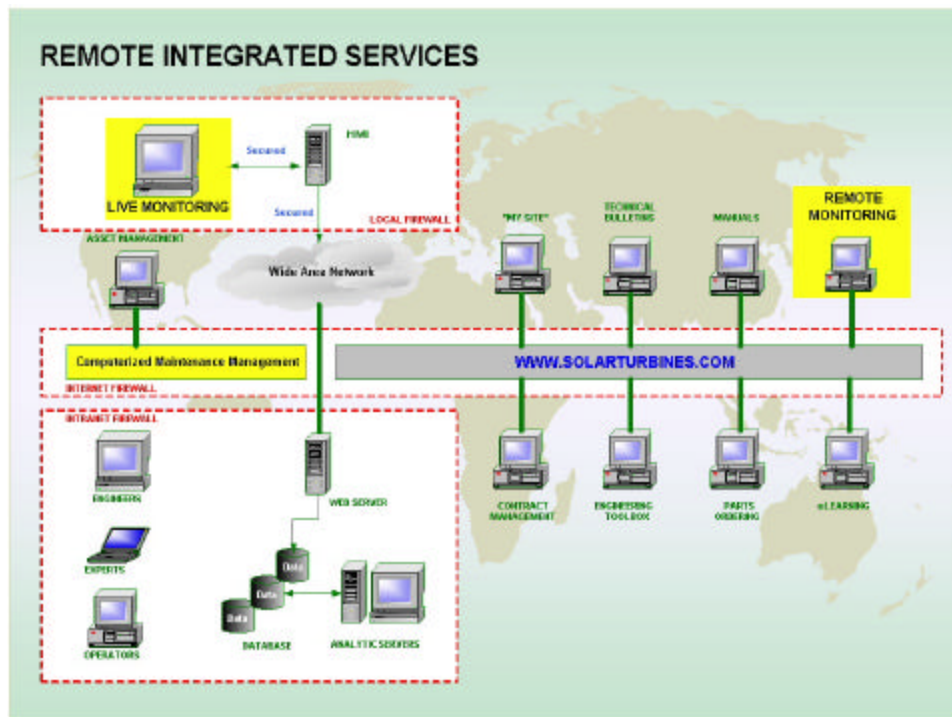 REMOTE INTEGRATED SERVICES
HMI
Secured
LIVE MONITORING
Secured
LOCAL FIREWALL
ASSET MANAGEMENT
Wide Area Network
"MY SITE"
TECHNICAL
BULLETINS
MANUALS
REMOTE
MONITORING
Computerized Maintenance Management
WWW.SOLARTURBINES.COM
INTERNET FIREWALL
INTRANET FIREWALL
ENGINEERS
WEB SERVER
CONTRACT
MANAGEMENT
ENGINEERING
TOOLBOX
PARTS
ORDERING
eLEARNING
EXPERTS
Data
Data
Data
OPERATORS
DATABASE
ANALYTIC SERVERS